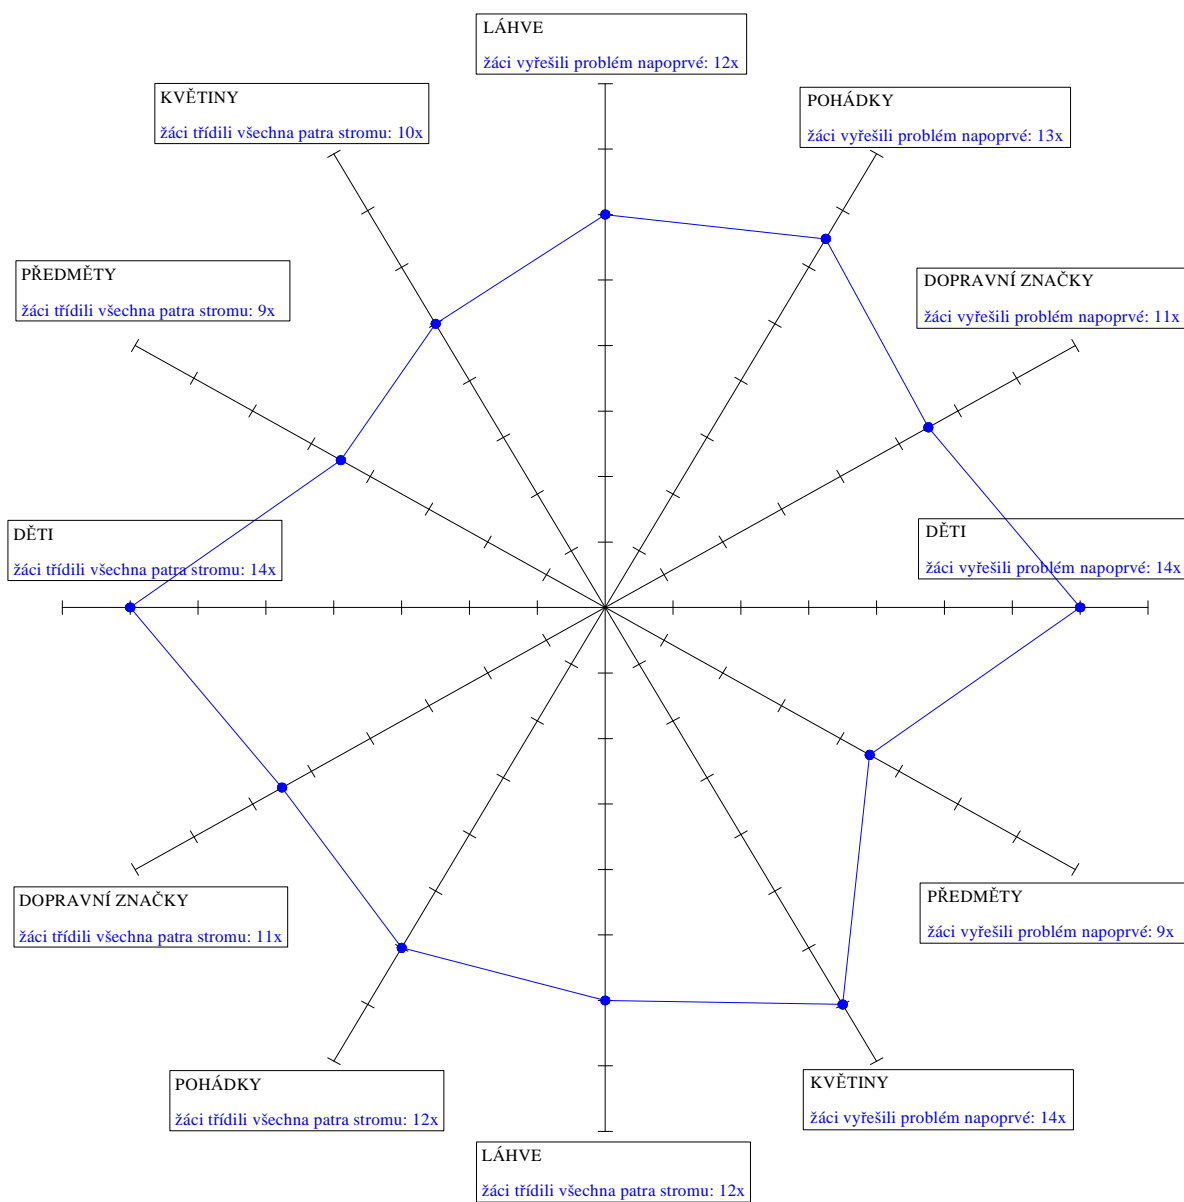 LÁHVE
žáci vyřešili problém napoprvé: 12x
KVĚTINY
žáci třídili všechna patra stromu: 10x
POHÁDKY
žáci vyřešili problém napoprvé: 13x
PŘEDMĚTY
žáci třídili všechna patra stromu: 9x
DOPRAVNÍ ZNAČKY
žáci vyřešili problém napoprvé: 11x
DĚTI
žáci třídili všechna patra stromu: 14x
DĚTI
žáci vyřešili problém napoprvé: 14x
DOPRAVNÍ ZNAČKY
žáci třídili všechna patra stromu: 11x
PŘEDMĚTY
žáci vyřešili problém napoprvé: 9x
POHÁDKY
žáci třídili všechna patra stromu: 12x
KVĚTINY
žáci vyřešili problém napoprvé: 14x
LÁHVE
žáci třídili všechna patra stromu: 12x